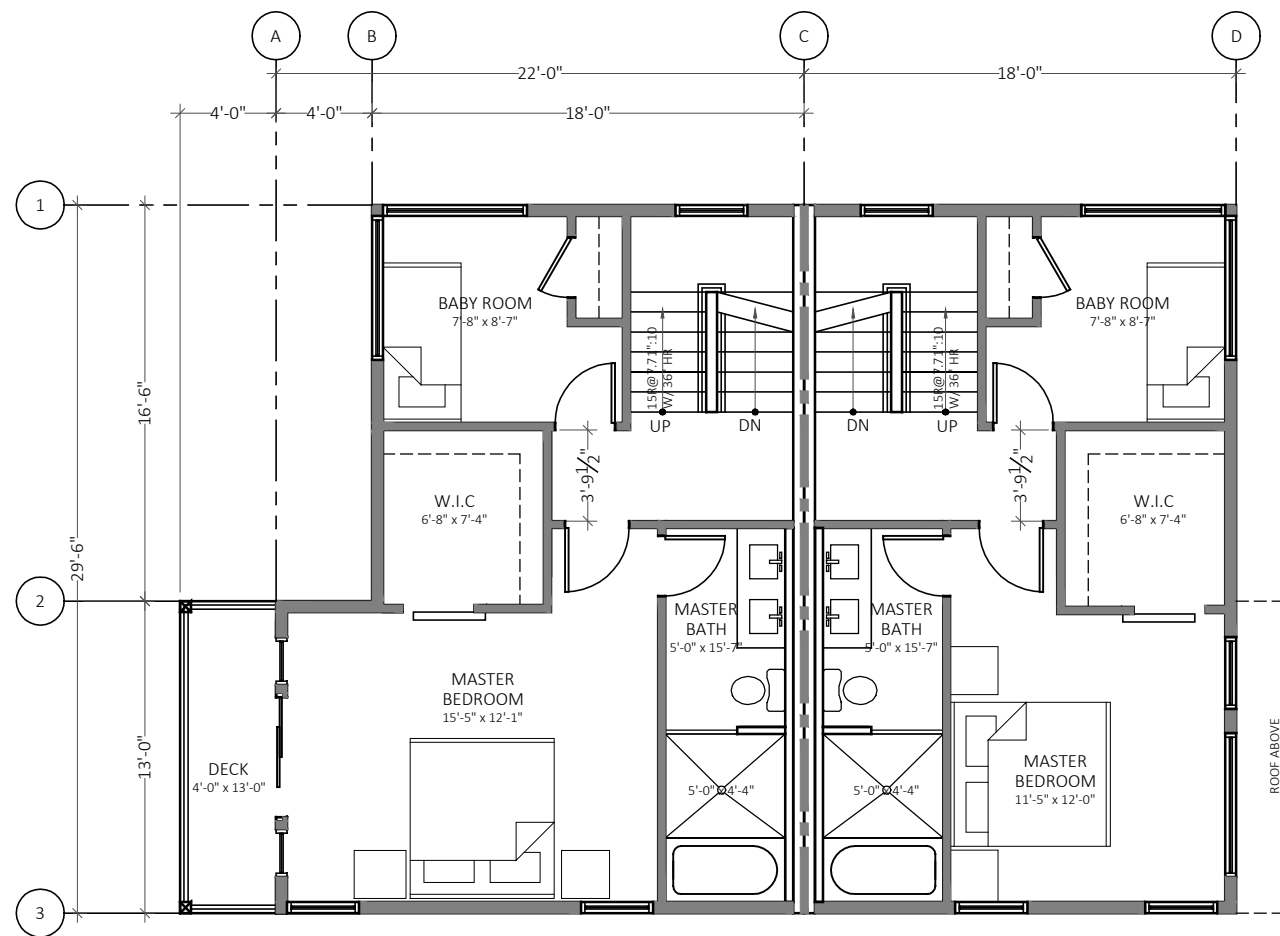 A
B
C
D
22'-0"
18'-0"
4'-0"
4'-0"
18'-0"
1
2
3
29'-6"
16'-6"
13'-0"
BABY ROOM
7'-8" x 8'-7"
BABY ROOM
7'-8" x 8'-7"
15R@7.71":10
W/ 36" HR
15R@7.71":10
W/ 36" HR
UP
DN
DN
UP
3'-9½"
3'-9½"
W.I.C
6'-8" x 7'-4"
W.I.C
6'-8" x 7'-4"
MASTER
BATH
5'-0" x 15'-7"
MASTER
BATH
5'-0" x 15'-7"
MASTER
BEDROOM
15'-5" x 12'-1"
DECK
4'-0" x 13'-0"
5'-0" x 4'-4"
5'-0" x 4'-4"
MASTER
BEDROOM
11'-5" x 12'-0"
ROOF ABOVE